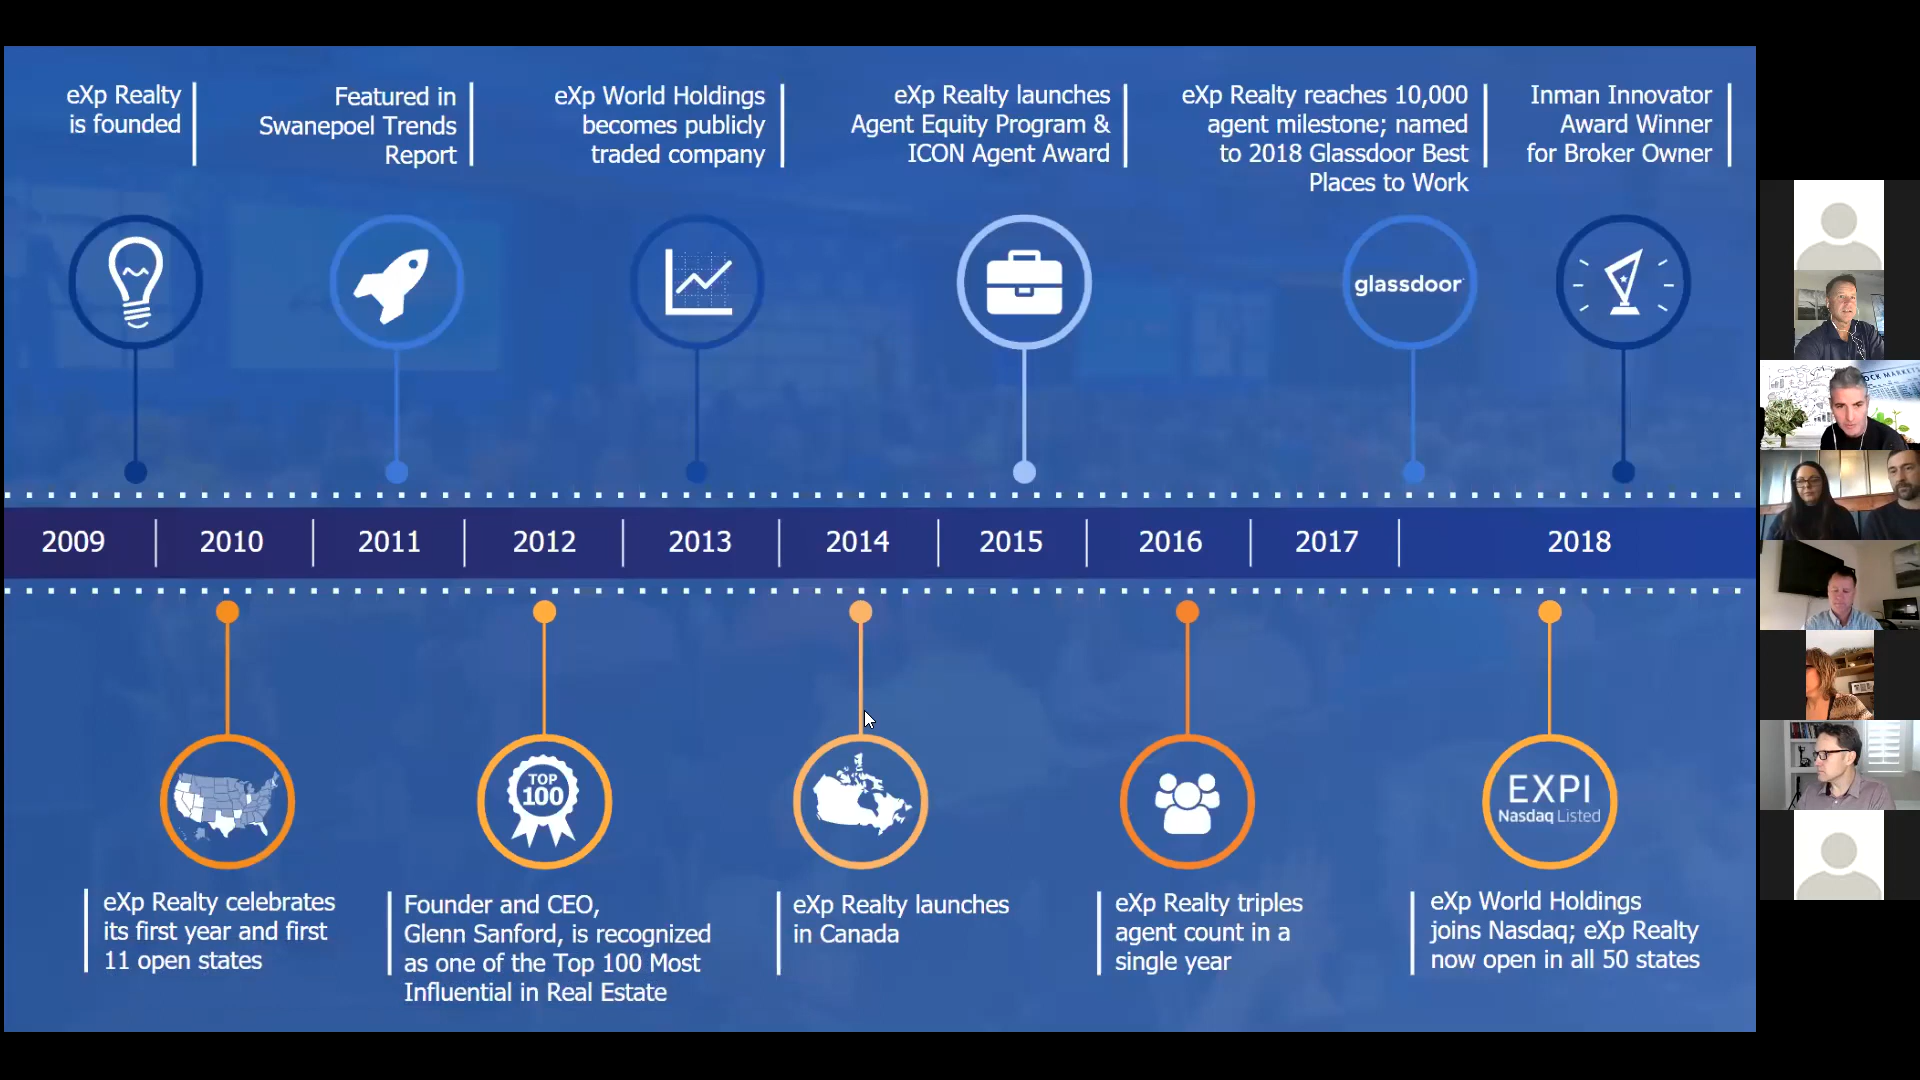 eXp Realty
is founded
Featured in
Swanepoel Trends
Report
eXp World Holdings
becomes publicly
traded company
eXp Realty launches
Agent Equity Program &
ICON Agent Award
eXp Realty reaches 10,000
agent milestone; named
to 2018 Glassdoor Best
Places to Work
Inman Innovator
Award Winner
for Broker Owner
glassdoor
2009
2010
2011
2012
2013
2014
2015
2016
2017
2018
TOP
100
EXPI
Nasdaq Listed
eXp Realty celebrates
its first year and first
11 open states
Founder and CEO,
Glenn Sanford, is recognized
as one of the Top 100 Most
Influential in Real Estate
eXp Realty launches
in Canada
eXp Realty triples
agent count in a
single year
eXp World Holdings
joins Nasdaq; eXp Realty
now open in all 50 states